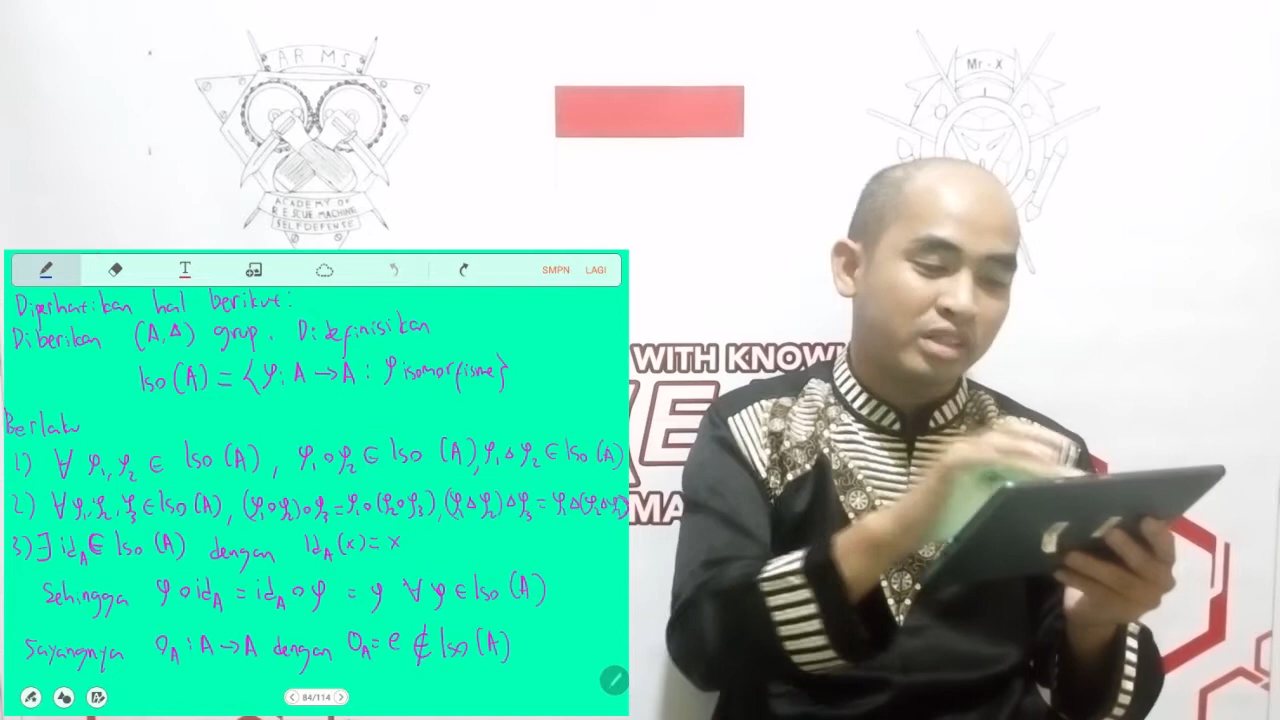 ARMS
ACADEMY OF
RESCUE MACHINE
SELF DEFENSE
Mr-X
I
WITH KNOW
SMPN LAGI
Diperhatikan hal berikut:
Diberikan (A,Δ) grup. Didefinisikan
Iso(A) = {φ: A → A : φ isomorfisme}
Berlaku
1) ∀ φ₁,φ₂ ∈ Iso(A), φ₁∘φ₂ ∈ Iso(A), φ₁Δφ₂ ∈ Iso(A)
2) ∀φ₁,φ₂,φ₃ ∈ Iso(A), (φ₁∘φ₂)∘φ₃=φ₁∘(φ₂∘φ₃), (φ₁Δφ₂)Δφ₃=φ₁Δ(φ₂Δφ₃)
3) ∃ id_A ∈ Iso(A) dengan id_A(x) = x
Sehingga φ∘id_A = id_A∘φ = φ ∀ φ ∈ Iso(A)
Sayangnya 0_A : A → A dengan 0_A = e ∉ Iso(A)
84/114
MA